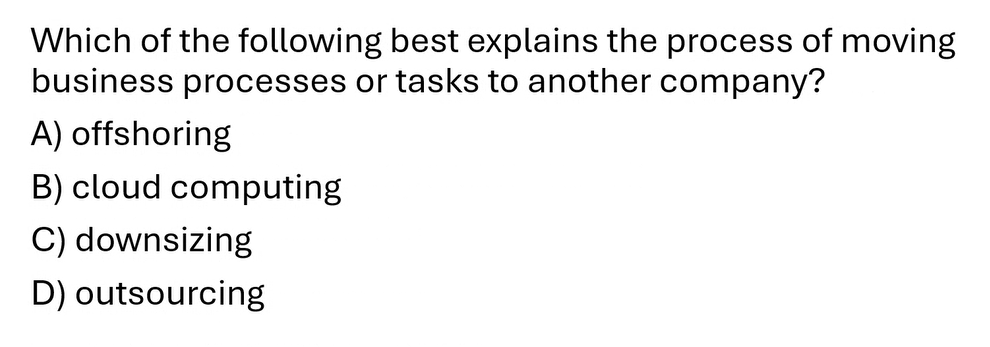 Which of the following best explains the process of moving
business processes or tasks to another company?
A) offshoring
B) cloud computing
C) downsizing
D) outsourcing